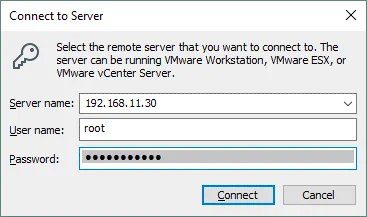 Connect to Server
Select the remote server that you want to connect to. The
server can be running VMware Workstation, VMware ESX, or
VMware vCenter Server.
Server name: 192.168.11.30
User name: root
Password: ●●●●●●●●●●●
Connect Cancel